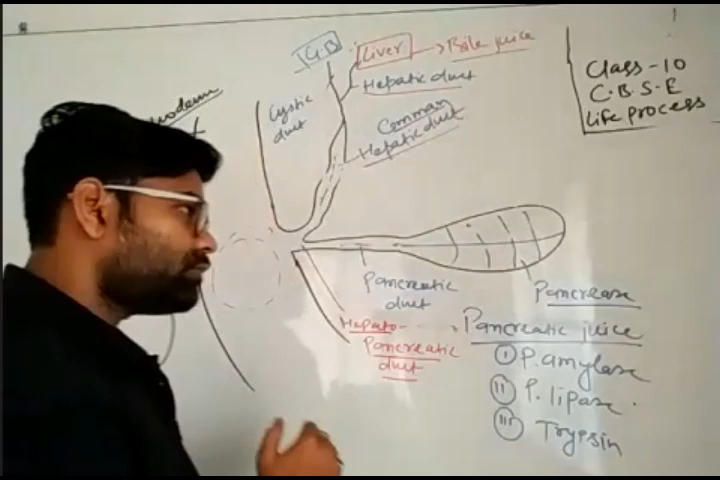 G.B
Liver → Bile juice
Hepatic duct
Cystic
duct
Common
Hepatic duct
Class-10
C.B.S.E
Life process
Pancreatic
duct
Pancrease
Hepato-
Pancreatic
duct
Pancreatic juice
(i) P. amylase
(ii) P. lipase.
(iii) Trypsin